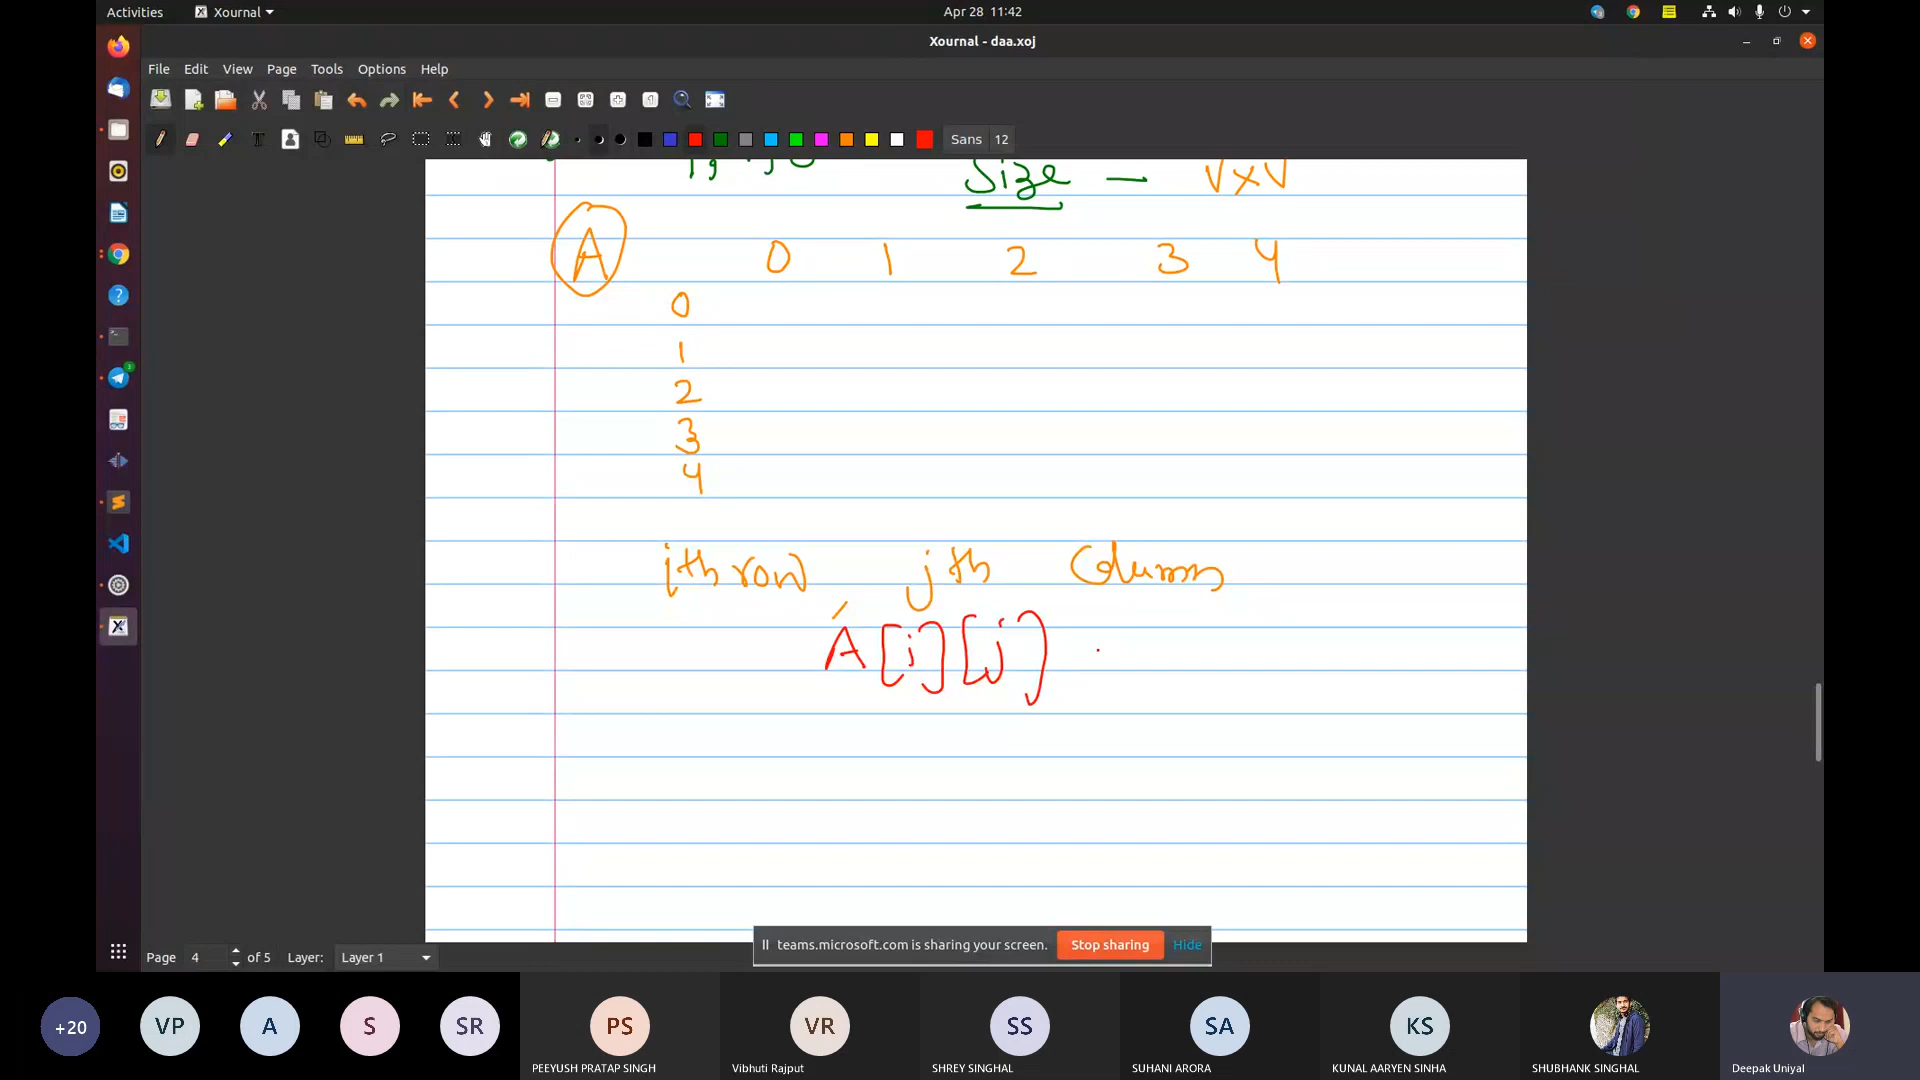 Activities Xournal Apr 28 11:42
Xournal - daa.xoj
File Edit View Page Tools Options Help
Sans 12
Size — V×V
A 0 1 2 3 4
0
1
2
3
4
ith row jth Column
A[i][j]
teams.microsoft.com is sharing your screen. Stop sharing Hide
Page 4 of 5 Layer: Layer 1
+20 VP A S SR PS VR SS SA KS
PEEYUSH PRATAP SINGH Vibhuti Rajput SHREY SINGHAL SUHANI ARORA KUNAL AARYEN SINHA SHUBHANK SINGHAL Deepak Uniyal